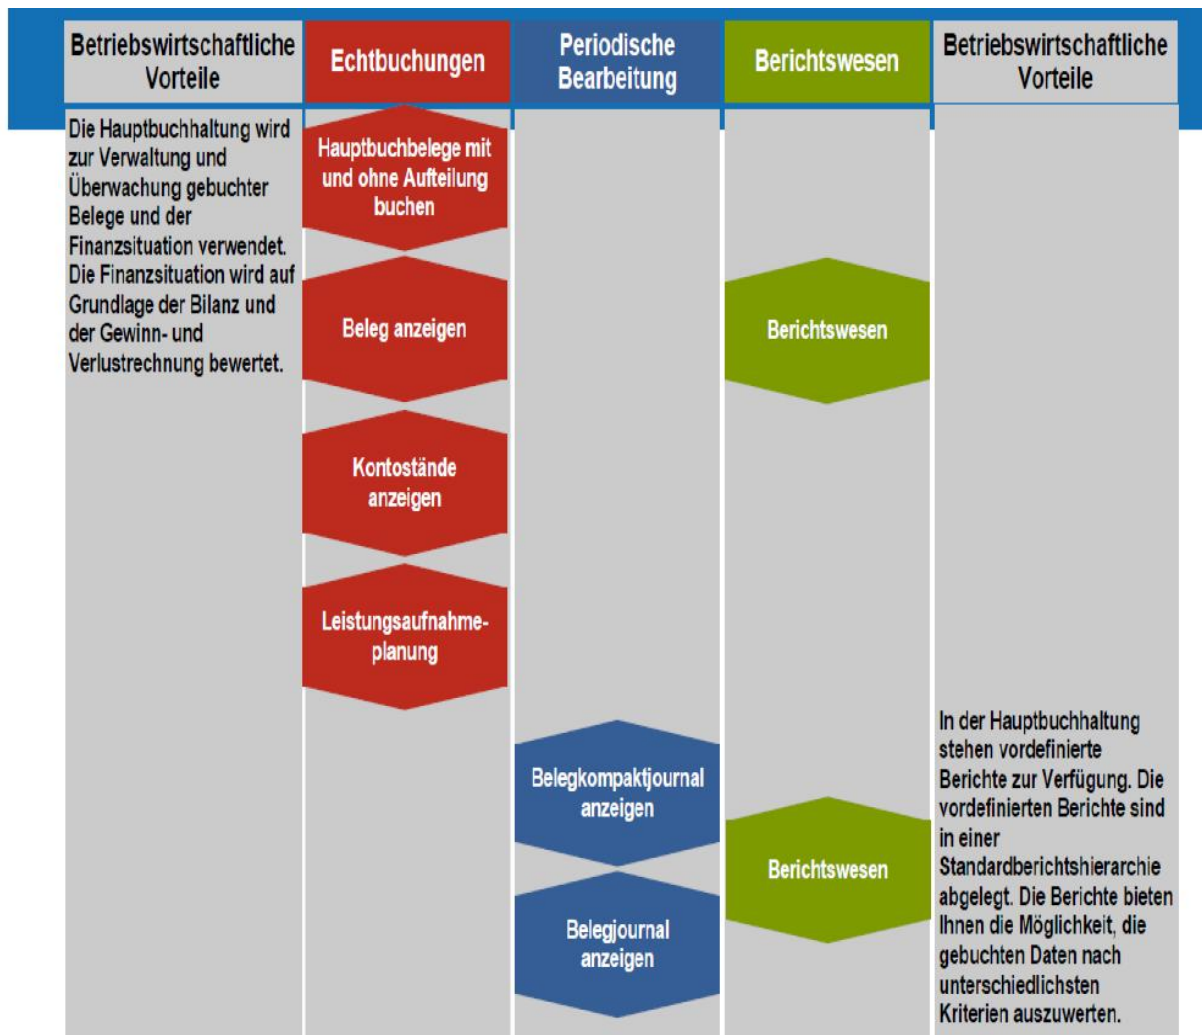 Betriebswirtschaftliche
Vorteile
Echtbuchungen
Periodische
Bearbeitung
Berichtswesen
Betriebswirtschaftliche
Vorteile
Die Hauptbuchhaltung wird
zur Verwaltung und
Überwachung gebuchter
Belege und der
Finanzsituation verwendet.
Die Finanzsituation wird auf
Grundlage der Bilanz und
der Gewinn- und
Verlustrechnung bewertet.
Hauptbuchbelege mit
und ohne Aufteilung
buchen
Beleg anzeigen
Kontostände
anzeigen
Leistungsaufnahme-
planung
Belegkompaktjournal
anzeigen
Belegjournal
anzeigen
Berichtswesen
Berichtswesen
In der Hauptbuchhaltung
stehen vordefinierte
Berichte zur Verfügung. Die
vordefinierten Berichte sind
in einer
Standardberichtshierarchie
abgelegt. Die Berichte bieten
Ihnen die Möglichkeit, die
gebuchten Daten nach
unterschiedlichsten
Kriterien auszuwerten.